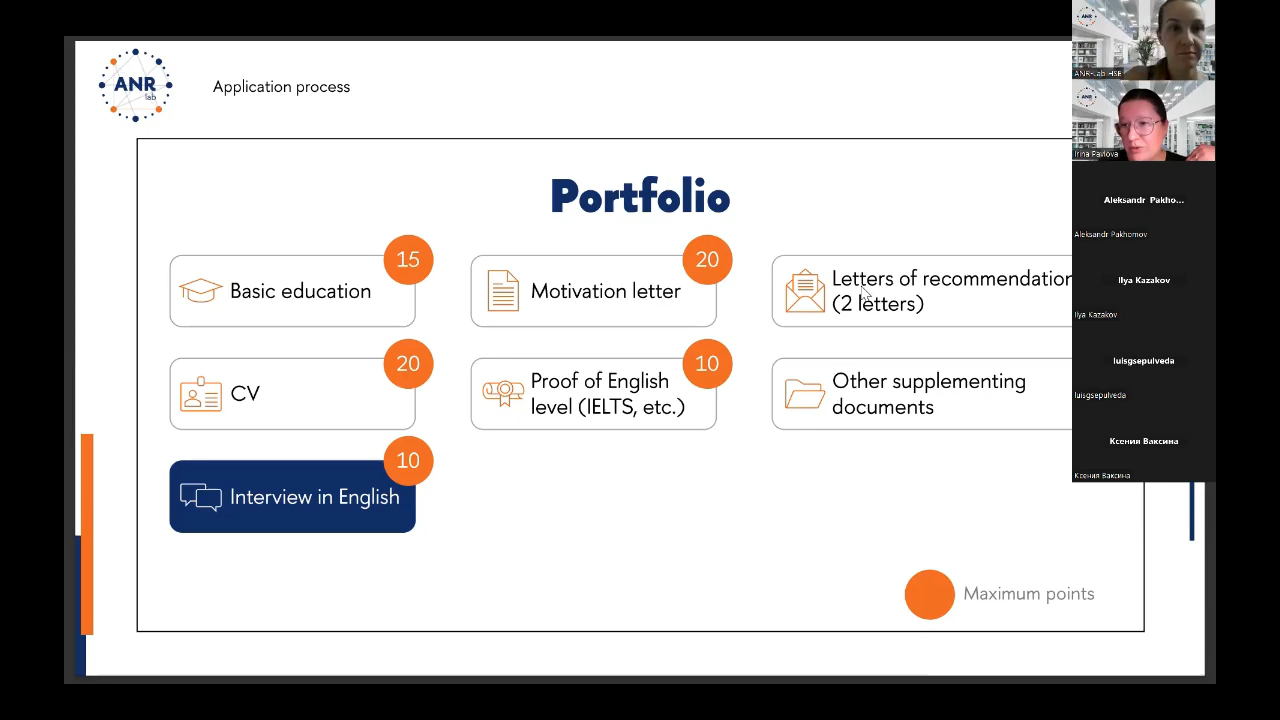 ANR
lab
Application process
Portfolio
15
Basic education
20
Motivation letter
Letters of recommendation
(2 letters)
20
CV
10
Proof of English
level (IELTS, etc.)
Other supplementing
documents
10
Interview in English
Maximum points
ANR
ANR-Lab HSE
ANR
Irina Pavlova
Aleksandr Pakho...
Aleksandr Pakhomov
Ilya Kazakov
Ilya Kazakov
luisgsepulveda
luisgsepulveda
Ксения Ваксина
Ксения Ваксина